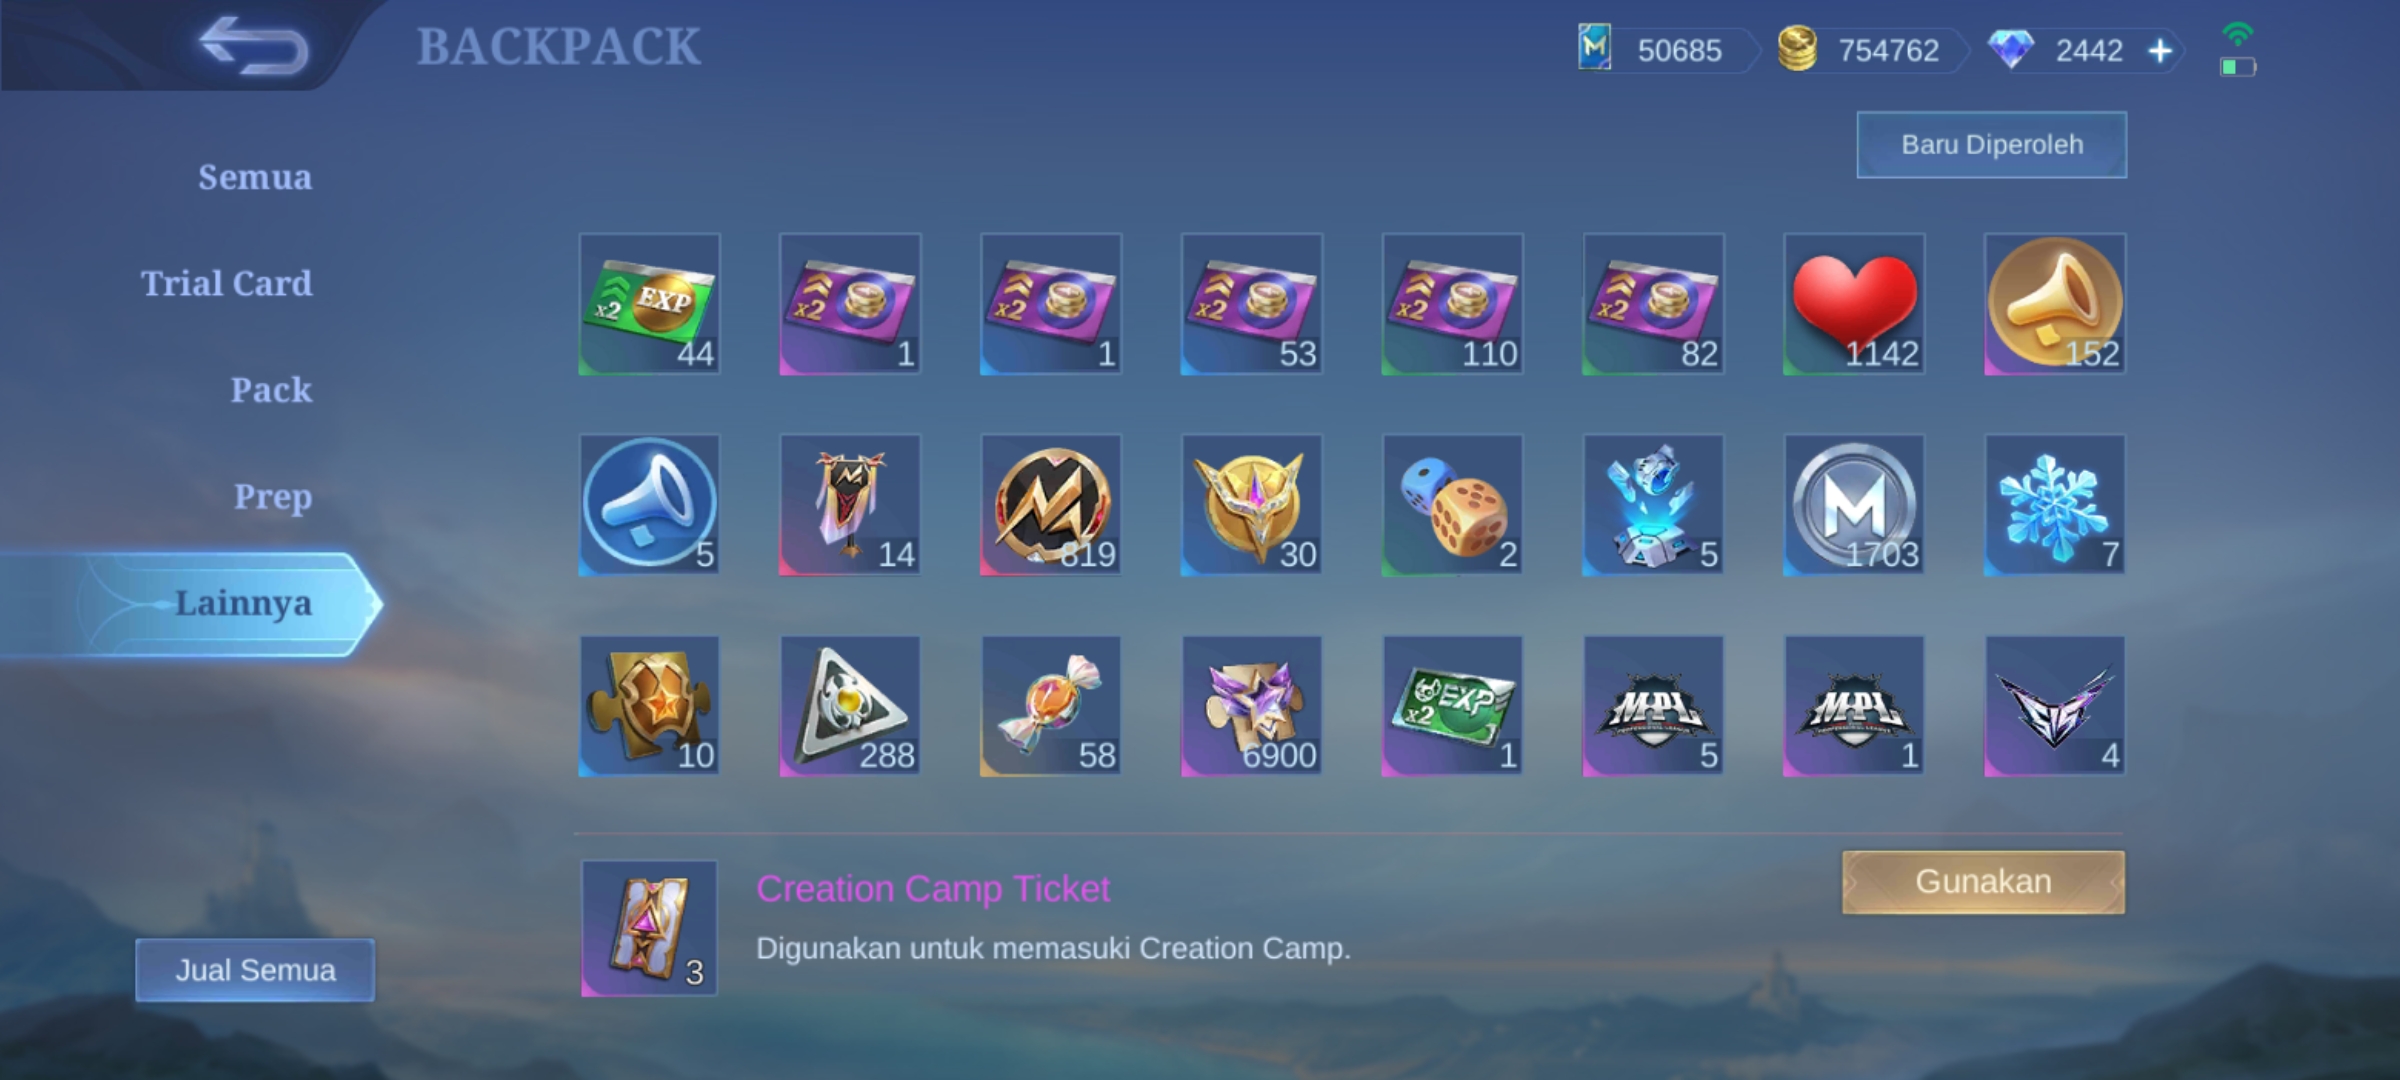 BACKPACK
50685
754762
2442
Baru Diperoleh
Semua
Trial Card
Pack
Prep
Lainnya
x2 EXP
44
x2
1
x2
1
x2
53
x2
110
x2
82
1142
152
5
14
819
30
2
5
M
1703
7
10
288
58
6900
EXP
x2
1
MPL
5
MPL
1
4
Creation Camp Ticket
Digunakan untuk memasuki Creation Camp.
3
Gunakan
Jual Semua